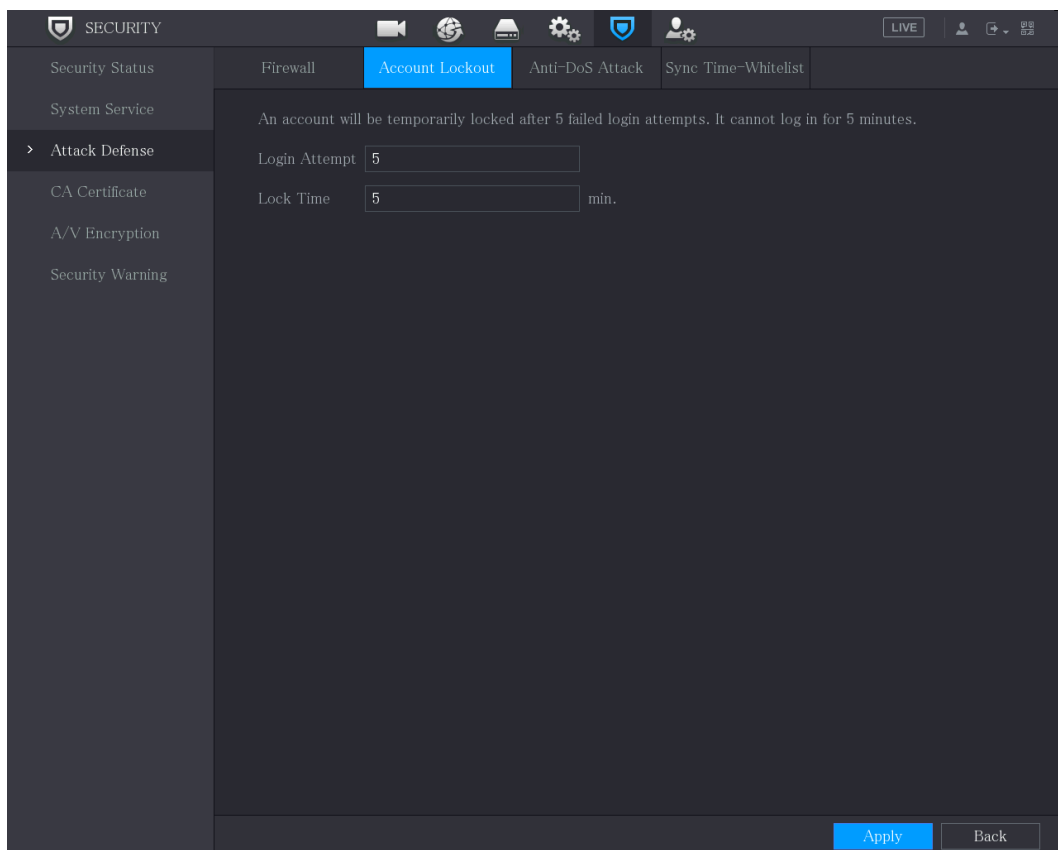 SECURITY
LIVE
Security Status
System Service
Attack Defense
CA Certificate
A/V Encryption
Security Warning
Firewall Account Lockout Anti-DoS Attack Sync Time-Whitelist
An account will be temporarily locked after 5 failed login attempts. It cannot log in for 5 minutes.
Login Attempt 5
Lock Time 5 min.
Apply Back